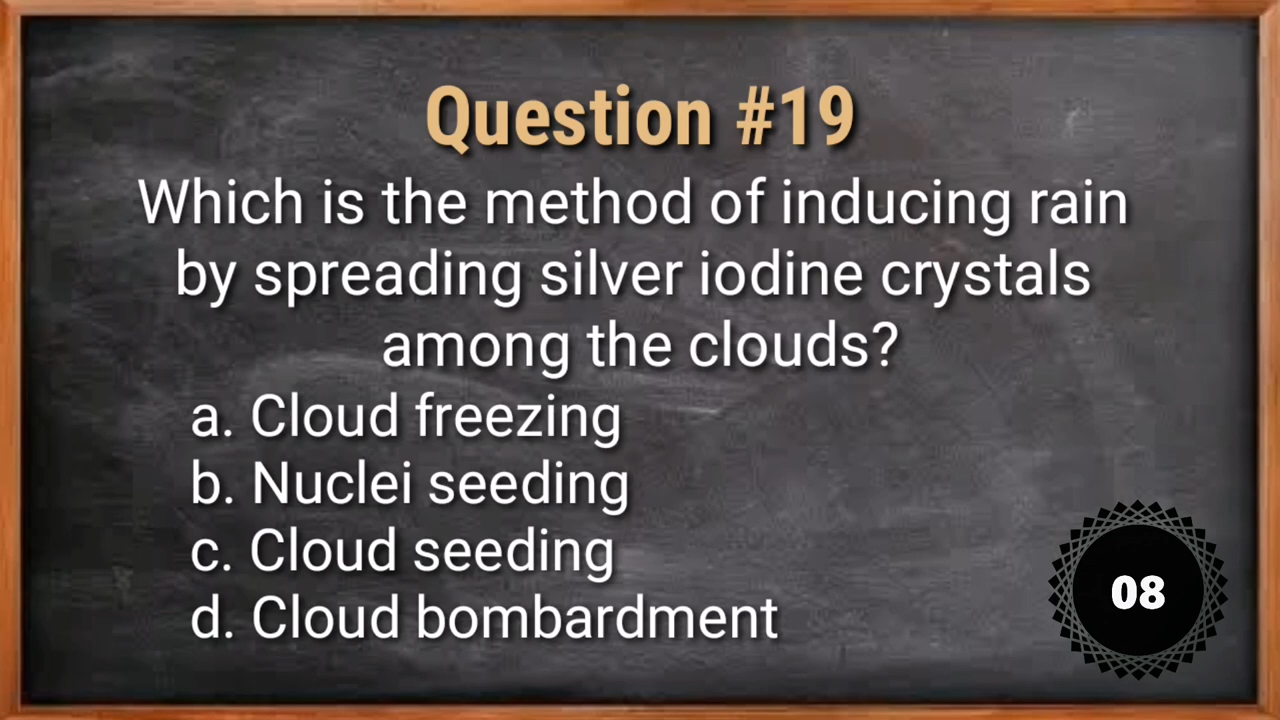 Question #19
Which is the method of inducing rain
by spreading silver iodine crystals
among the clouds?
a. Cloud freezing
b. Nuclei seeding
c. Cloud seeding
d. Cloud bombardment
08